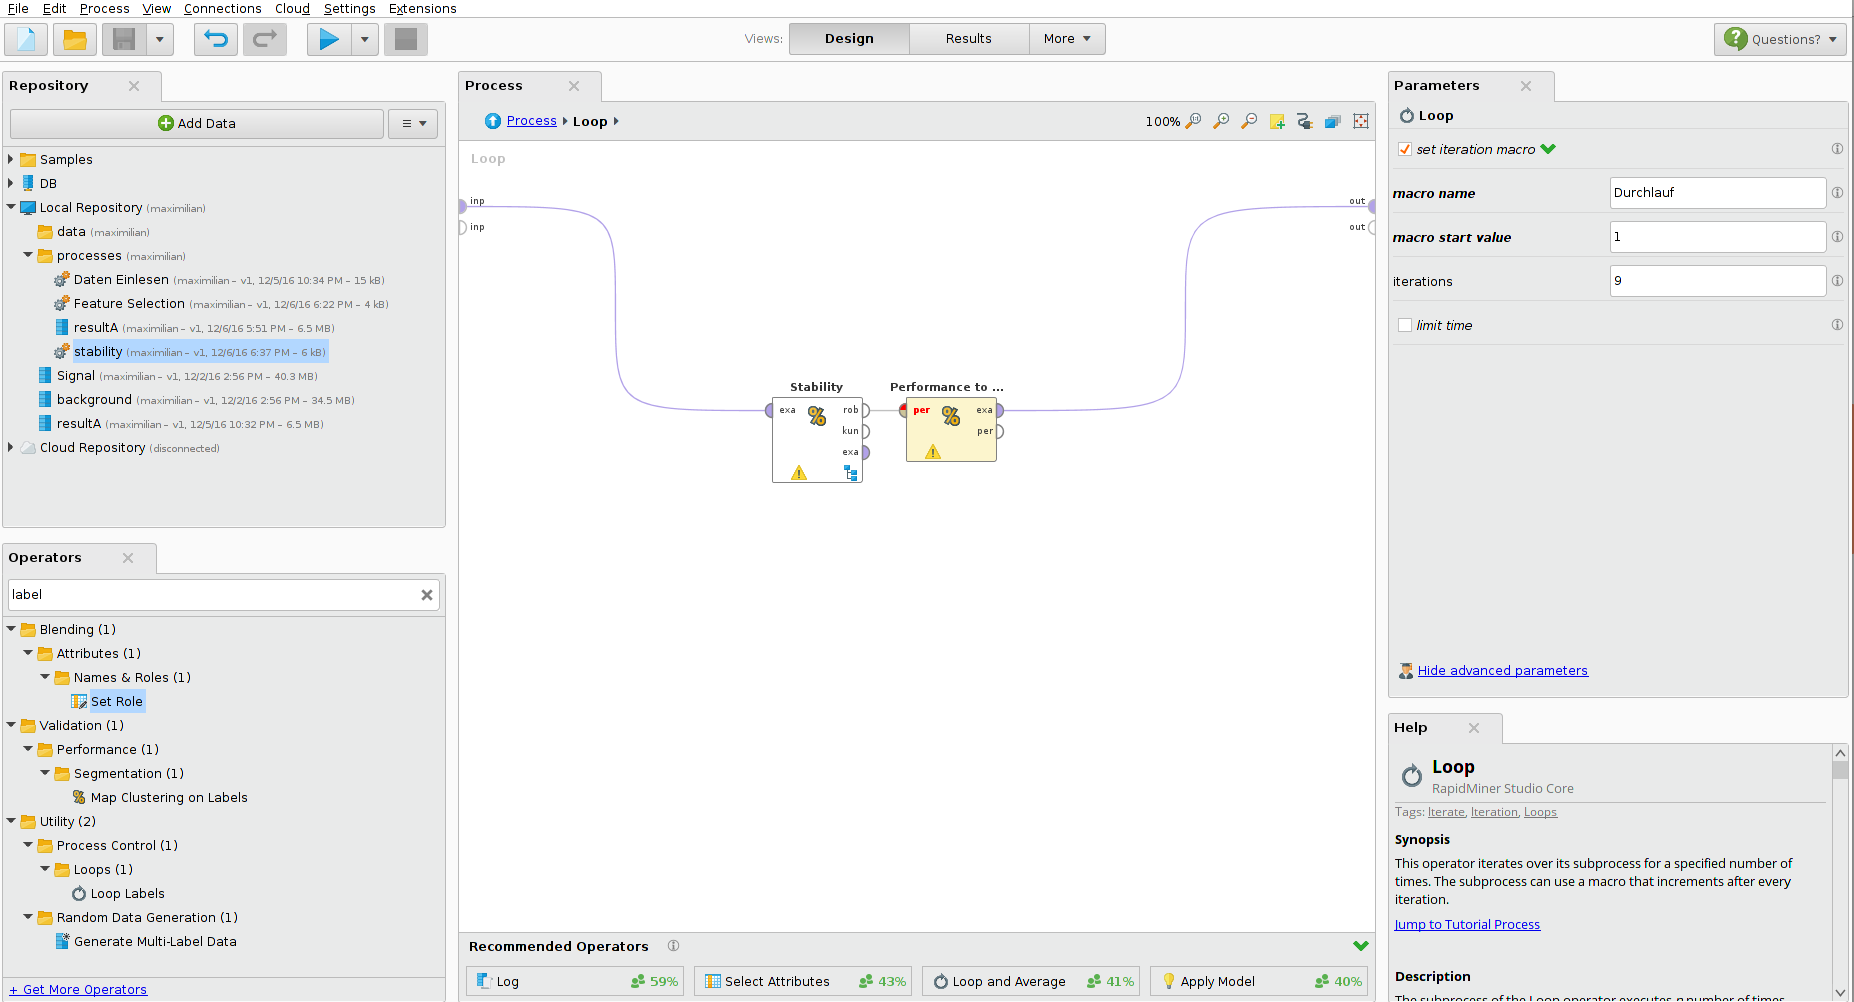 File Edit Process View Connections Cloud Settings Extensions
Views: Design Results More Questions?
Repository
Add Data
Samples
DB
Local Repository (maximilian)
data (maximilian)
processes (maximilian)
Daten Einlesen (maximilian – v1, 12/5/16 10:34 PM – 15 kB)
Feature Selection (maximilian – v1, 12/6/16 6:22 PM – 4 kB)
resultA (maximilian – v1, 12/6/16 5:51 PM – 6.5 MB)
stability (maximilian – v1, 12/6/16 6:37 PM – 6 kB)
Signal (maximilian – v1, 12/2/16 2:56 PM – 40.3 MB)
background (maximilian – v1, 12/2/16 2:56 PM – 34.5 MB)
resultA (maximilian – v1, 12/5/16 10:32 PM – 6.5 MB)
Cloud Repository (disconnected)
Operators
label
Blending (1)
Attributes (1)
Names & Roles (1)
Set Role
Validation (1)
Performance (1)
Segmentation (1)
Map Clustering on Labels
Utility (2)
Process Control (1)
Loops (1)
Loop Labels
Random Data Generation (1)
Generate Multi-Label Data
+ Get More Operators
Process
Process Loop
100%
Loop
inp
inp
out
out
Stability
exa rob
kun
exa
Performance to ...
per exa
per
Recommended Operators
Log 59%
Select Attributes 43%
Loop and Average 41%
Apply Model 40%
Parameters
Loop
set iteration macro
macro name Durchlauf
macro start value 1
iterations 9
limit time
Hide advanced parameters
Help
Loop
RapidMiner Studio Core
Tags: Iterate, Iteration, Loops
Synopsis
This operator iterates over its subprocess for a specified number of
times. The subprocess can use a macro that increments after every
iteration.
Jump to Tutorial Process
Description
The subprocess of the Loop operator executes n number of times,